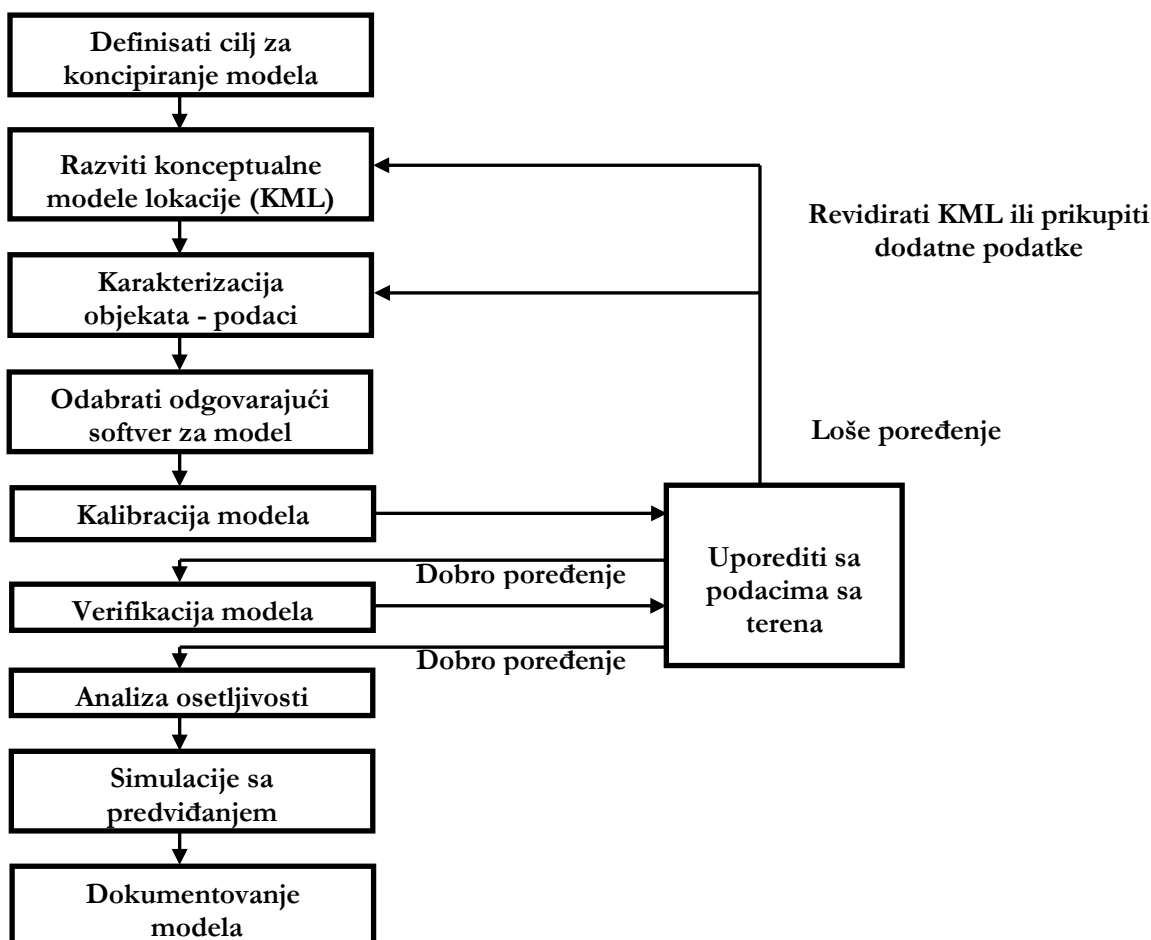 Definisati cilj za
koncipiranje modela
Razviti konceptualne
modele lokacije (KML)
Revidirati KML ili prikupiti
dodatne podatke
Karakterizacija
objekata - podaci
Odabrati odgovarajući
softver za model
Loše poređenje
Kalibracija modela
Uporediti sa
podacima sa
terena
Dobro poređenje
Verifikacija modela
Dobro poređenje
Analiza osetljivosti
Simulacije sa
predviđanjem
Dokumentovanje
modela